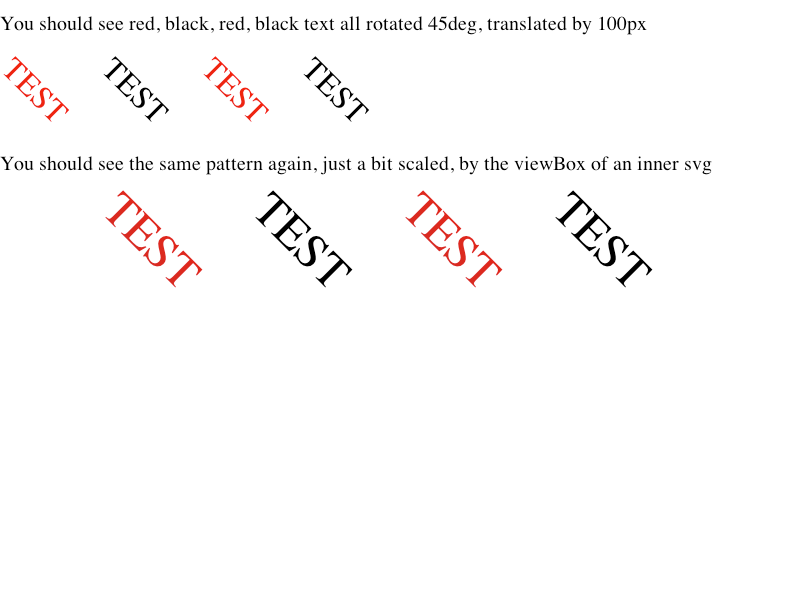 You should see red, black, red, black text all rotated 45deg, translated by 100px
TEST TEST TEST TEST
You should see the same pattern again, just a bit scaled, by the viewBox of an inner svg
TEST TEST TEST TEST